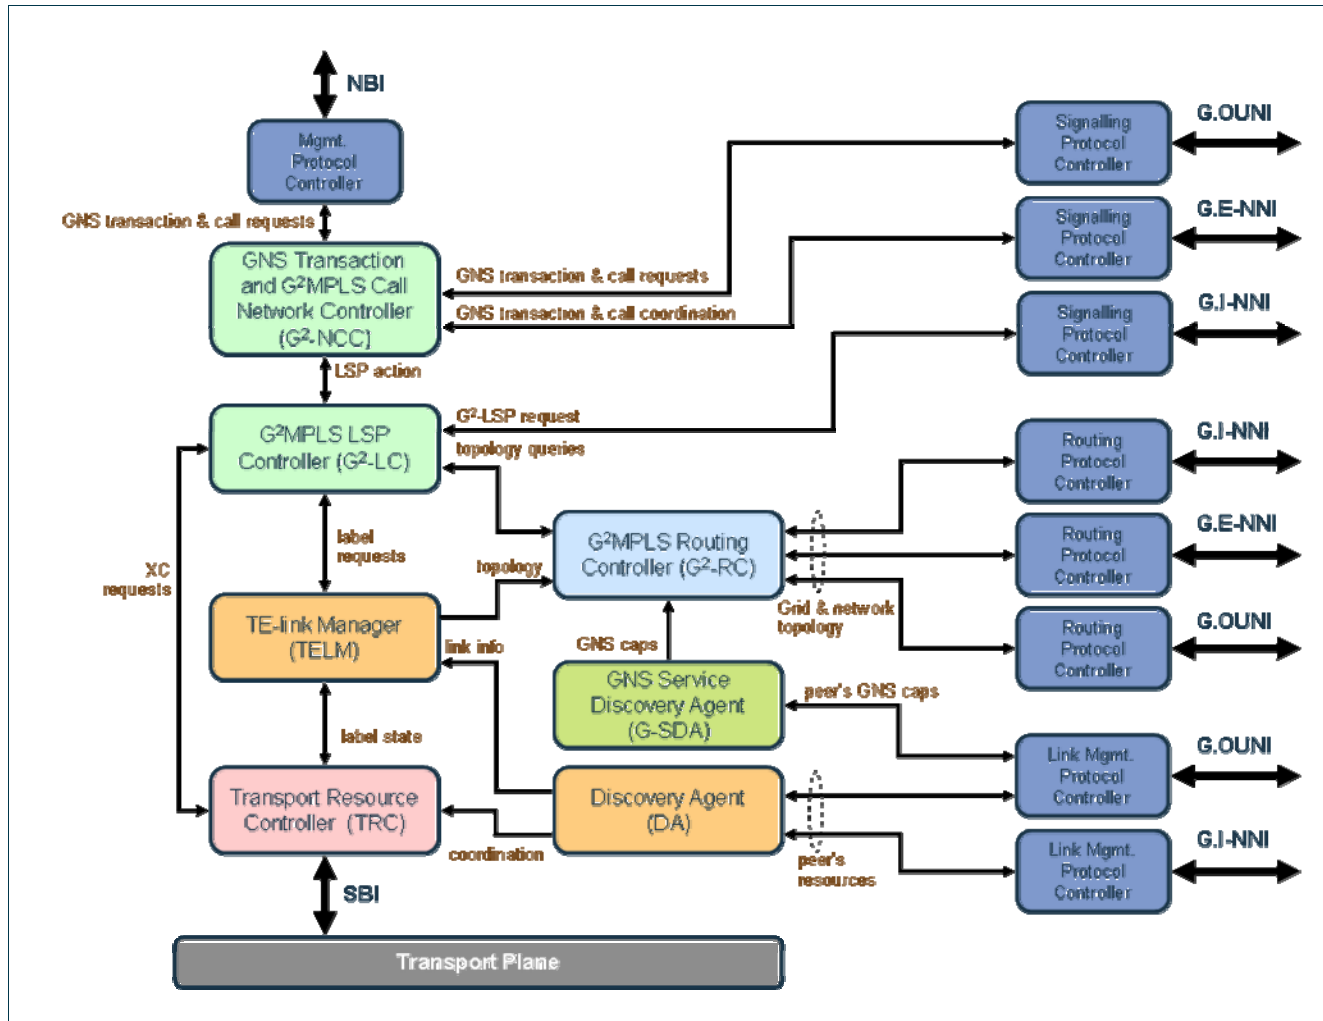 NBI
Mgmt.
Protocol
Controller
GNS transaction & call requests
GNS Transaction
and G²MPLS Call
Network Controller
(G²-NCC)
GNS transaction & call requests
GNS transaction & call coordination
LSP action
G²MPLS LSP
Controller (G²-LC)
G²-LSP request
topology queries
label
requests
XC
requests
topology
G²MPLS Routing
Controller (G²-RC)
Grid & network
topology
TE-link Manager
(TELM)
link info
GNS caps
GNS Service
Discovery Agent
(G-SDA)
peer's GNS caps
label state
Transport Resource
Controller (TRC)
Discovery Agent
(DA)
coordination
peer's
resources
SBI
Transport Plane
Signalling
Protocol
Controller
G.OUNI
Signalling
Protocol
Controller
G.E-NNI
Signalling
Protocol
Controller
G.I-NNI
Routing
Protocol
Controller
G.I-NNI
Routing
Protocol
Controller
G.E-NNI
Routing
Protocol
Controller
G.OUNI
Link Mgmt.
Protocol
Controller
G.OUNI
Link Mgmt.
Protocol
Controller
G.I-NNI